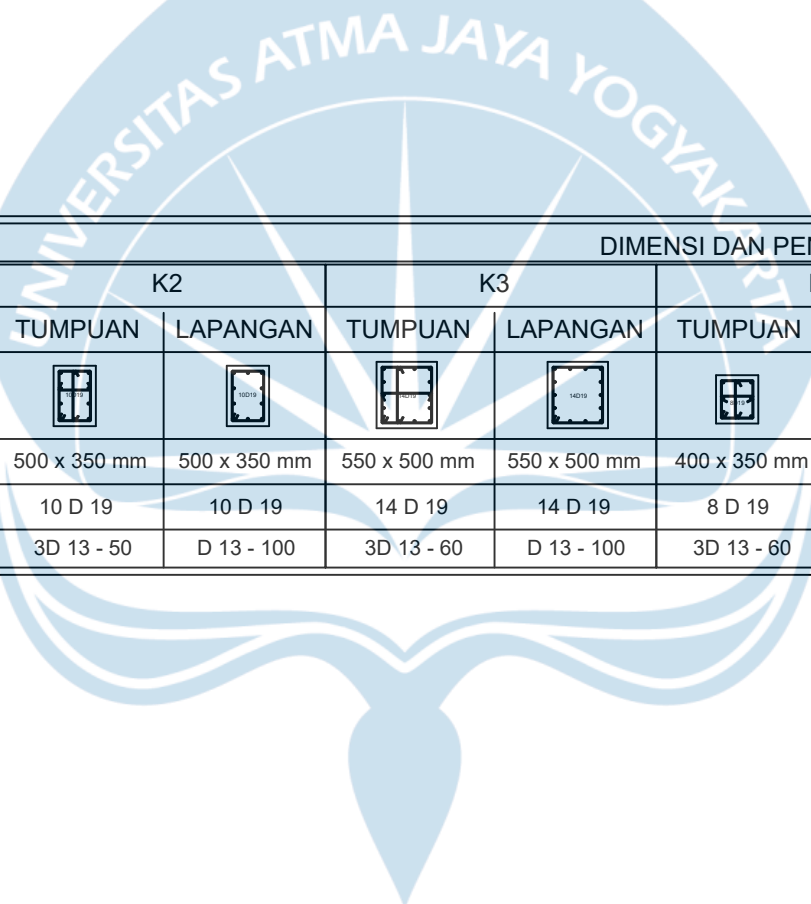 UNIVERSITAS ATMA JAYA YOGYAKARTA
DIMENSI DAN PEN
K2 K3
TUMPUAN LAPANGAN TUMPUAN LAPANGAN TUMPUAN
10D19 10D19 14D19 14D19 8D19
500 x 350 mm 500 x 350 mm 550 x 500 mm 550 x 500 mm 400 x 350 mm
10 D 19 10 D 19 14 D 19 14 D 19 8 D 19
3D 13 - 50 D 13 - 100 3D 13 - 60 D 13 - 100 3D 13 - 60